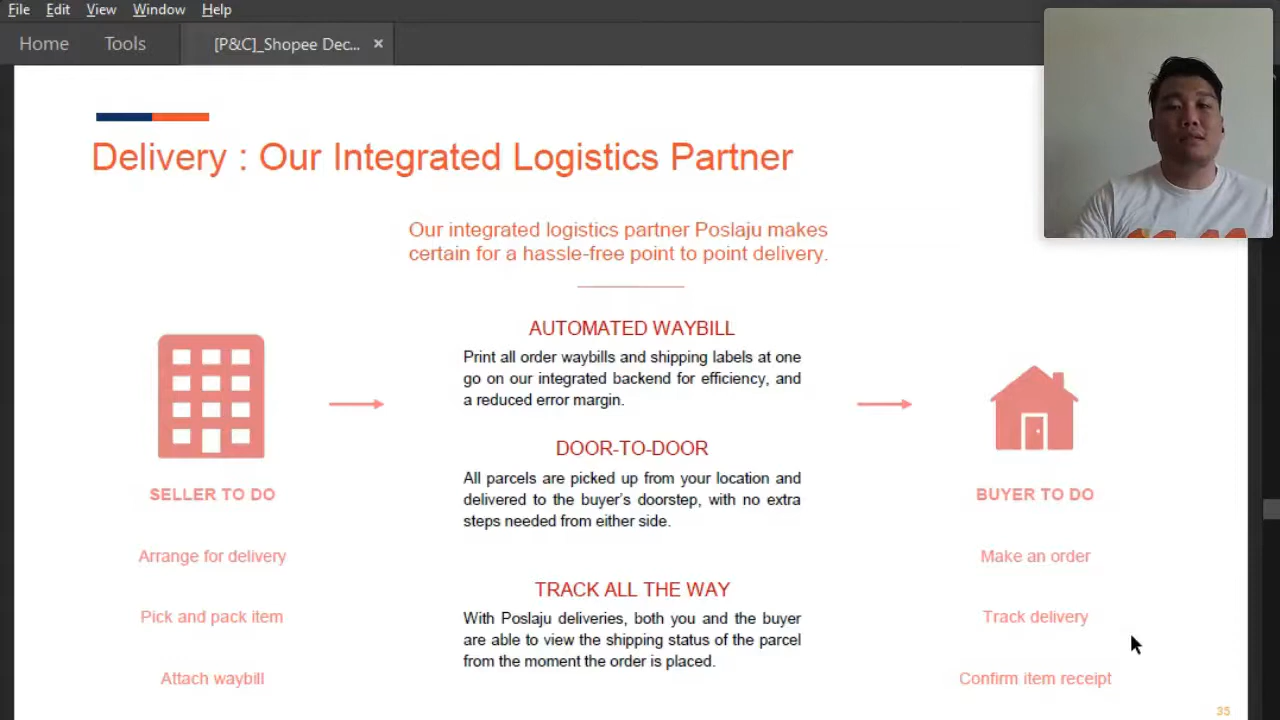 File Edit View Window Help
Home Tools [P&C]_Shopee Dec... ×
Delivery : Our Integrated Logistics Partner
Our integrated logistics partner Poslaju makes
certain for a hassle-free point to point delivery.
AUTOMATED WAYBILL
Print all order waybills and shipping labels at one
go on our integrated backend for efficiency, and
a reduced error margin.
DOOR-TO-DOOR
All parcels are picked up from your location and
delivered to the buyer's doorstep, with no extra
steps needed from either side.
TRACK ALL THE WAY
With Poslaju deliveries, both you and the buyer
are able to view the shipping status of the parcel
from the moment the order is placed.
SELLER TO DO
Arrange for delivery
Pick and pack item
Attach waybill
BUYER TO DO
Make an order
Track delivery
Confirm item receipt
35